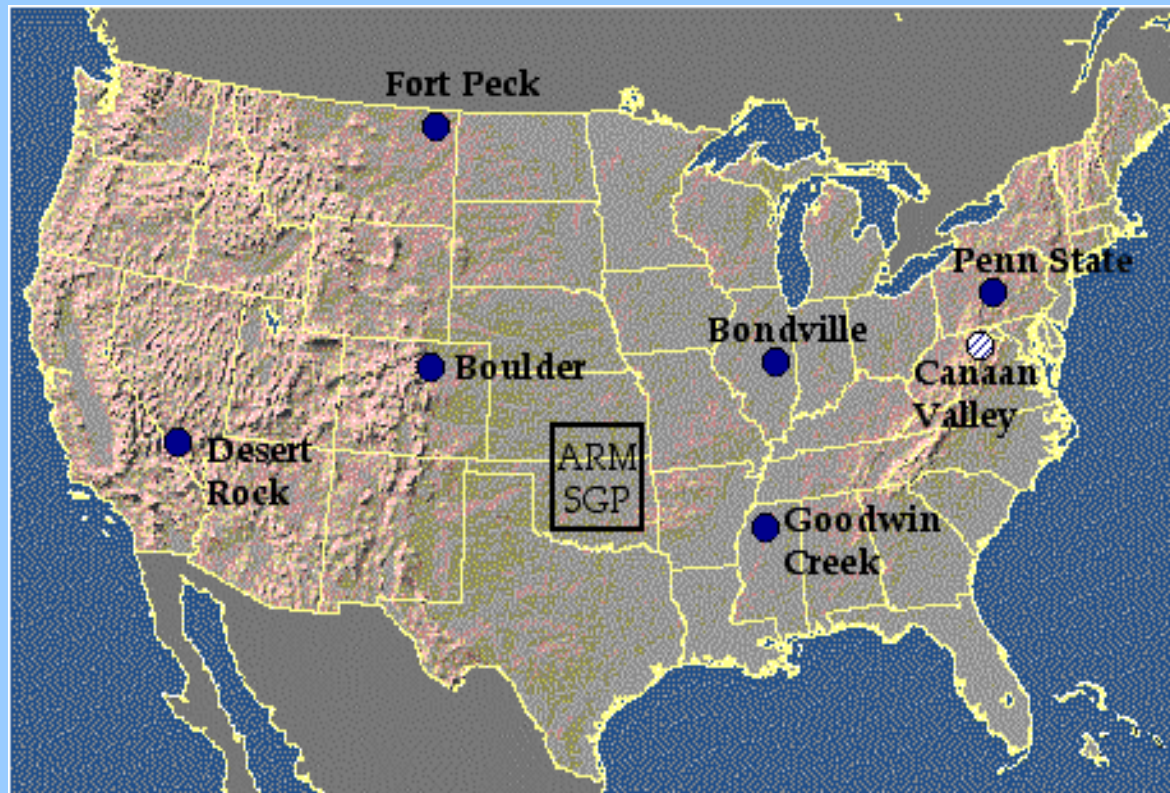 Fort Peck
Penn State
Bondville
Boulder
Canaan
Valley
Desert
Rock
ARM
SGP
Goodwin
Creek